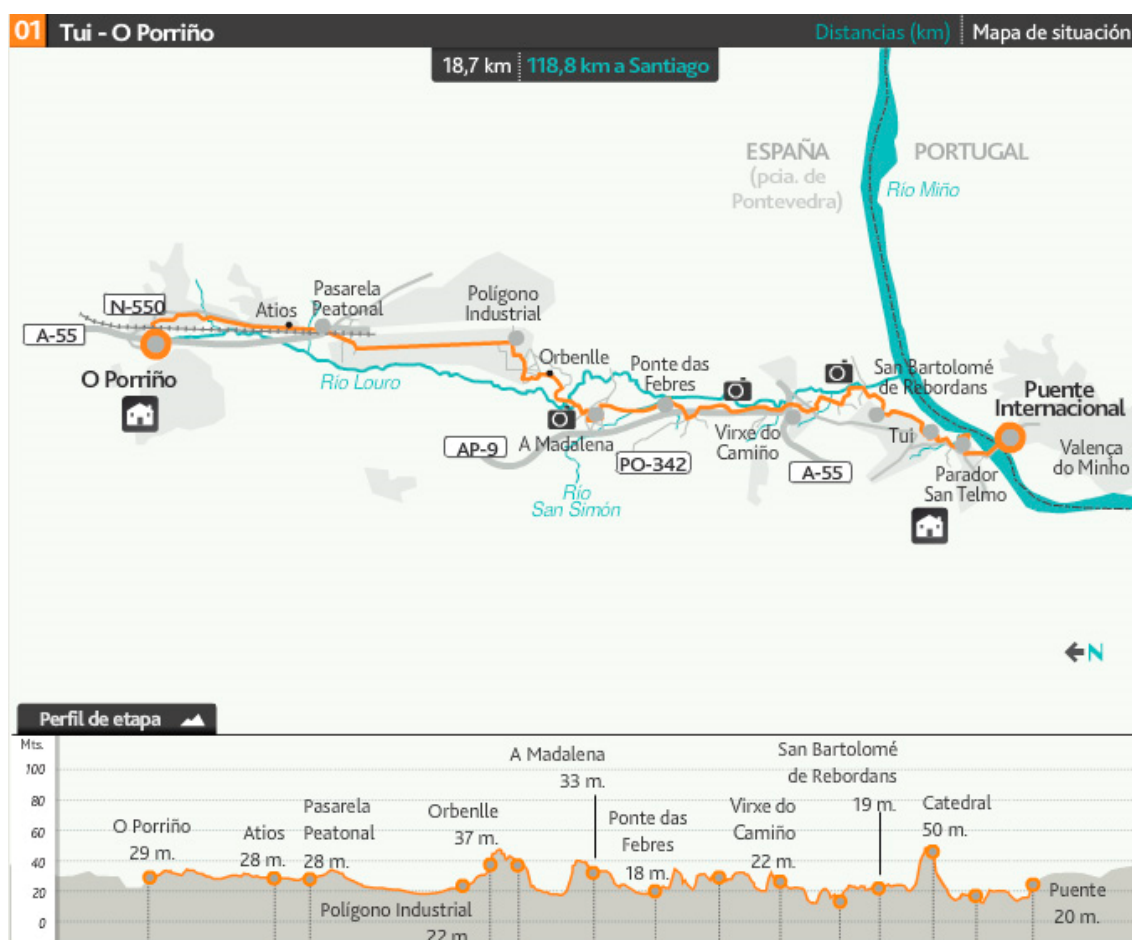 01 Tui - O Porriño
Distancias (km) Mapa de situación
18,7 km 118,8 km a Santiago
ESPAÑA
(pcia. de
Pontevedra)
PORTUGAL
Río Miño
N-550
A-55
Atios
Pasarela
Peatonal
Polígono
Industrial
O Porriño
Río Louro
Orbenlle
Ponte das
Febres
San Bartolomé
de Rebordans
Puente
Internacional
AP-9
A Madalena
PO-342
Virxe do
Camiño
A-55
Tui
Parador
San Telmo
Valença
do Minho
Río
San Simón
N
Perfil de etapa
Mts.
100
80
60
40
20
0
O Porriño
29 m.
Atios
28 m.
Pasarela
Peatonal
28 m.
Polígono Industrial
22 m.
Orbenlle
37 m.
A Madalena
33 m.
Ponte das
Febres
18 m.
Virxe do
Camiño
22 m.
San Bartolomé
de Rebordans
19 m.
Catedral
50 m.
Puente
20 m.